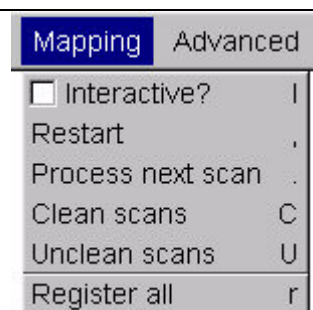 Mapping Advanced
Interactive? I
Restart ,
Process next scan .
Clean scans C
Unclean scans U
Register all r